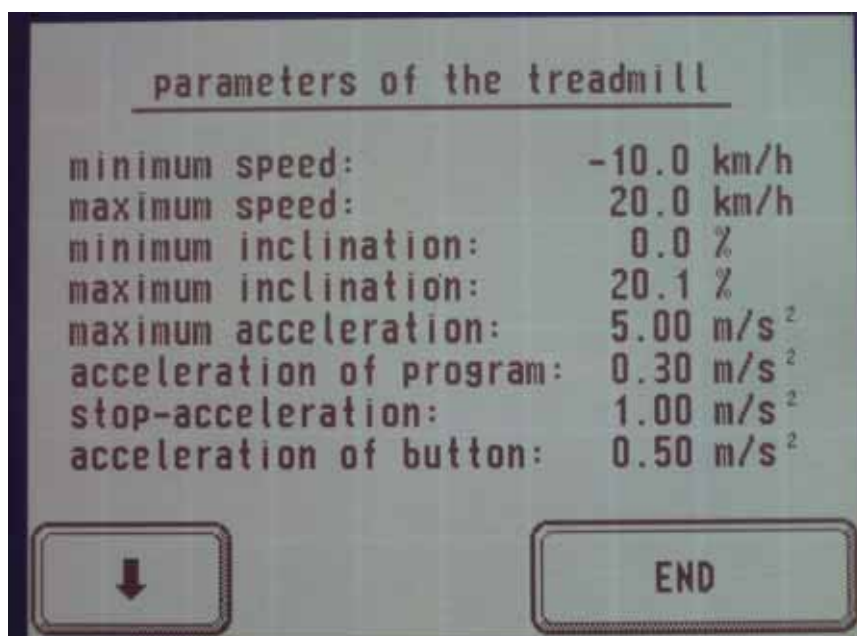 parameters of the treadmill
minimum speed: -10.0 km/h
maximum speed: 20.0 km/h
minimum inclination: 0.0 %
maximum inclination: 20.1 %
maximum acceleration: 5.00 m/s²
acceleration of program: 0.30 m/s²
stop-acceleration: 1.00 m/s²
acceleration of button: 0.50 m/s²
END